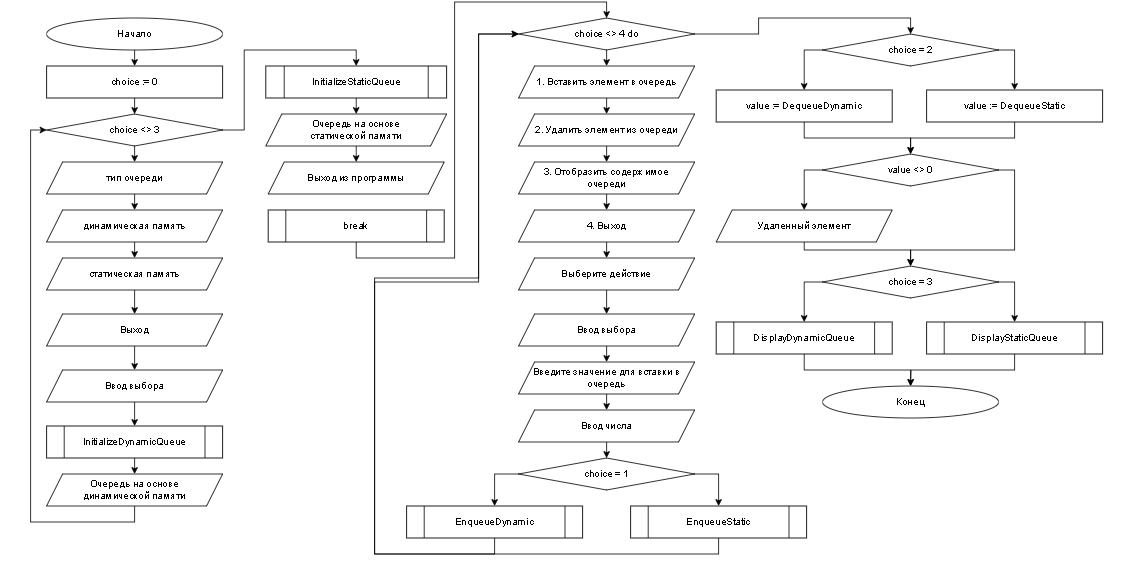 Начало
choice := 0
choice <> 3
тип очереди
динамическая память
статическая память
Выход
Ввод выбора
InitializeDynamicQueue
Очередь на основе
динамической памяти
InitializeStaticQueue
Очередь на основе
статической памяти
Выход из программы
break
choice <> 4 do
1. Вставить элемент в очередь
2. Удалить элемент из очереди
3. Отобразить содержимое
очереди
4. Выход
Выберите действие
Ввод выбора
Введите значение для вставки в
очередь
Ввод числа
choice = 1
EnqueueDynamic
EnqueueStatic
choice = 2
value := DequeueDynamic
value := DequeueStatic
value <> 0
Удаленный элемент
choice = 3
DisplayDynamicQueue
DisplayStaticQueue
Конец